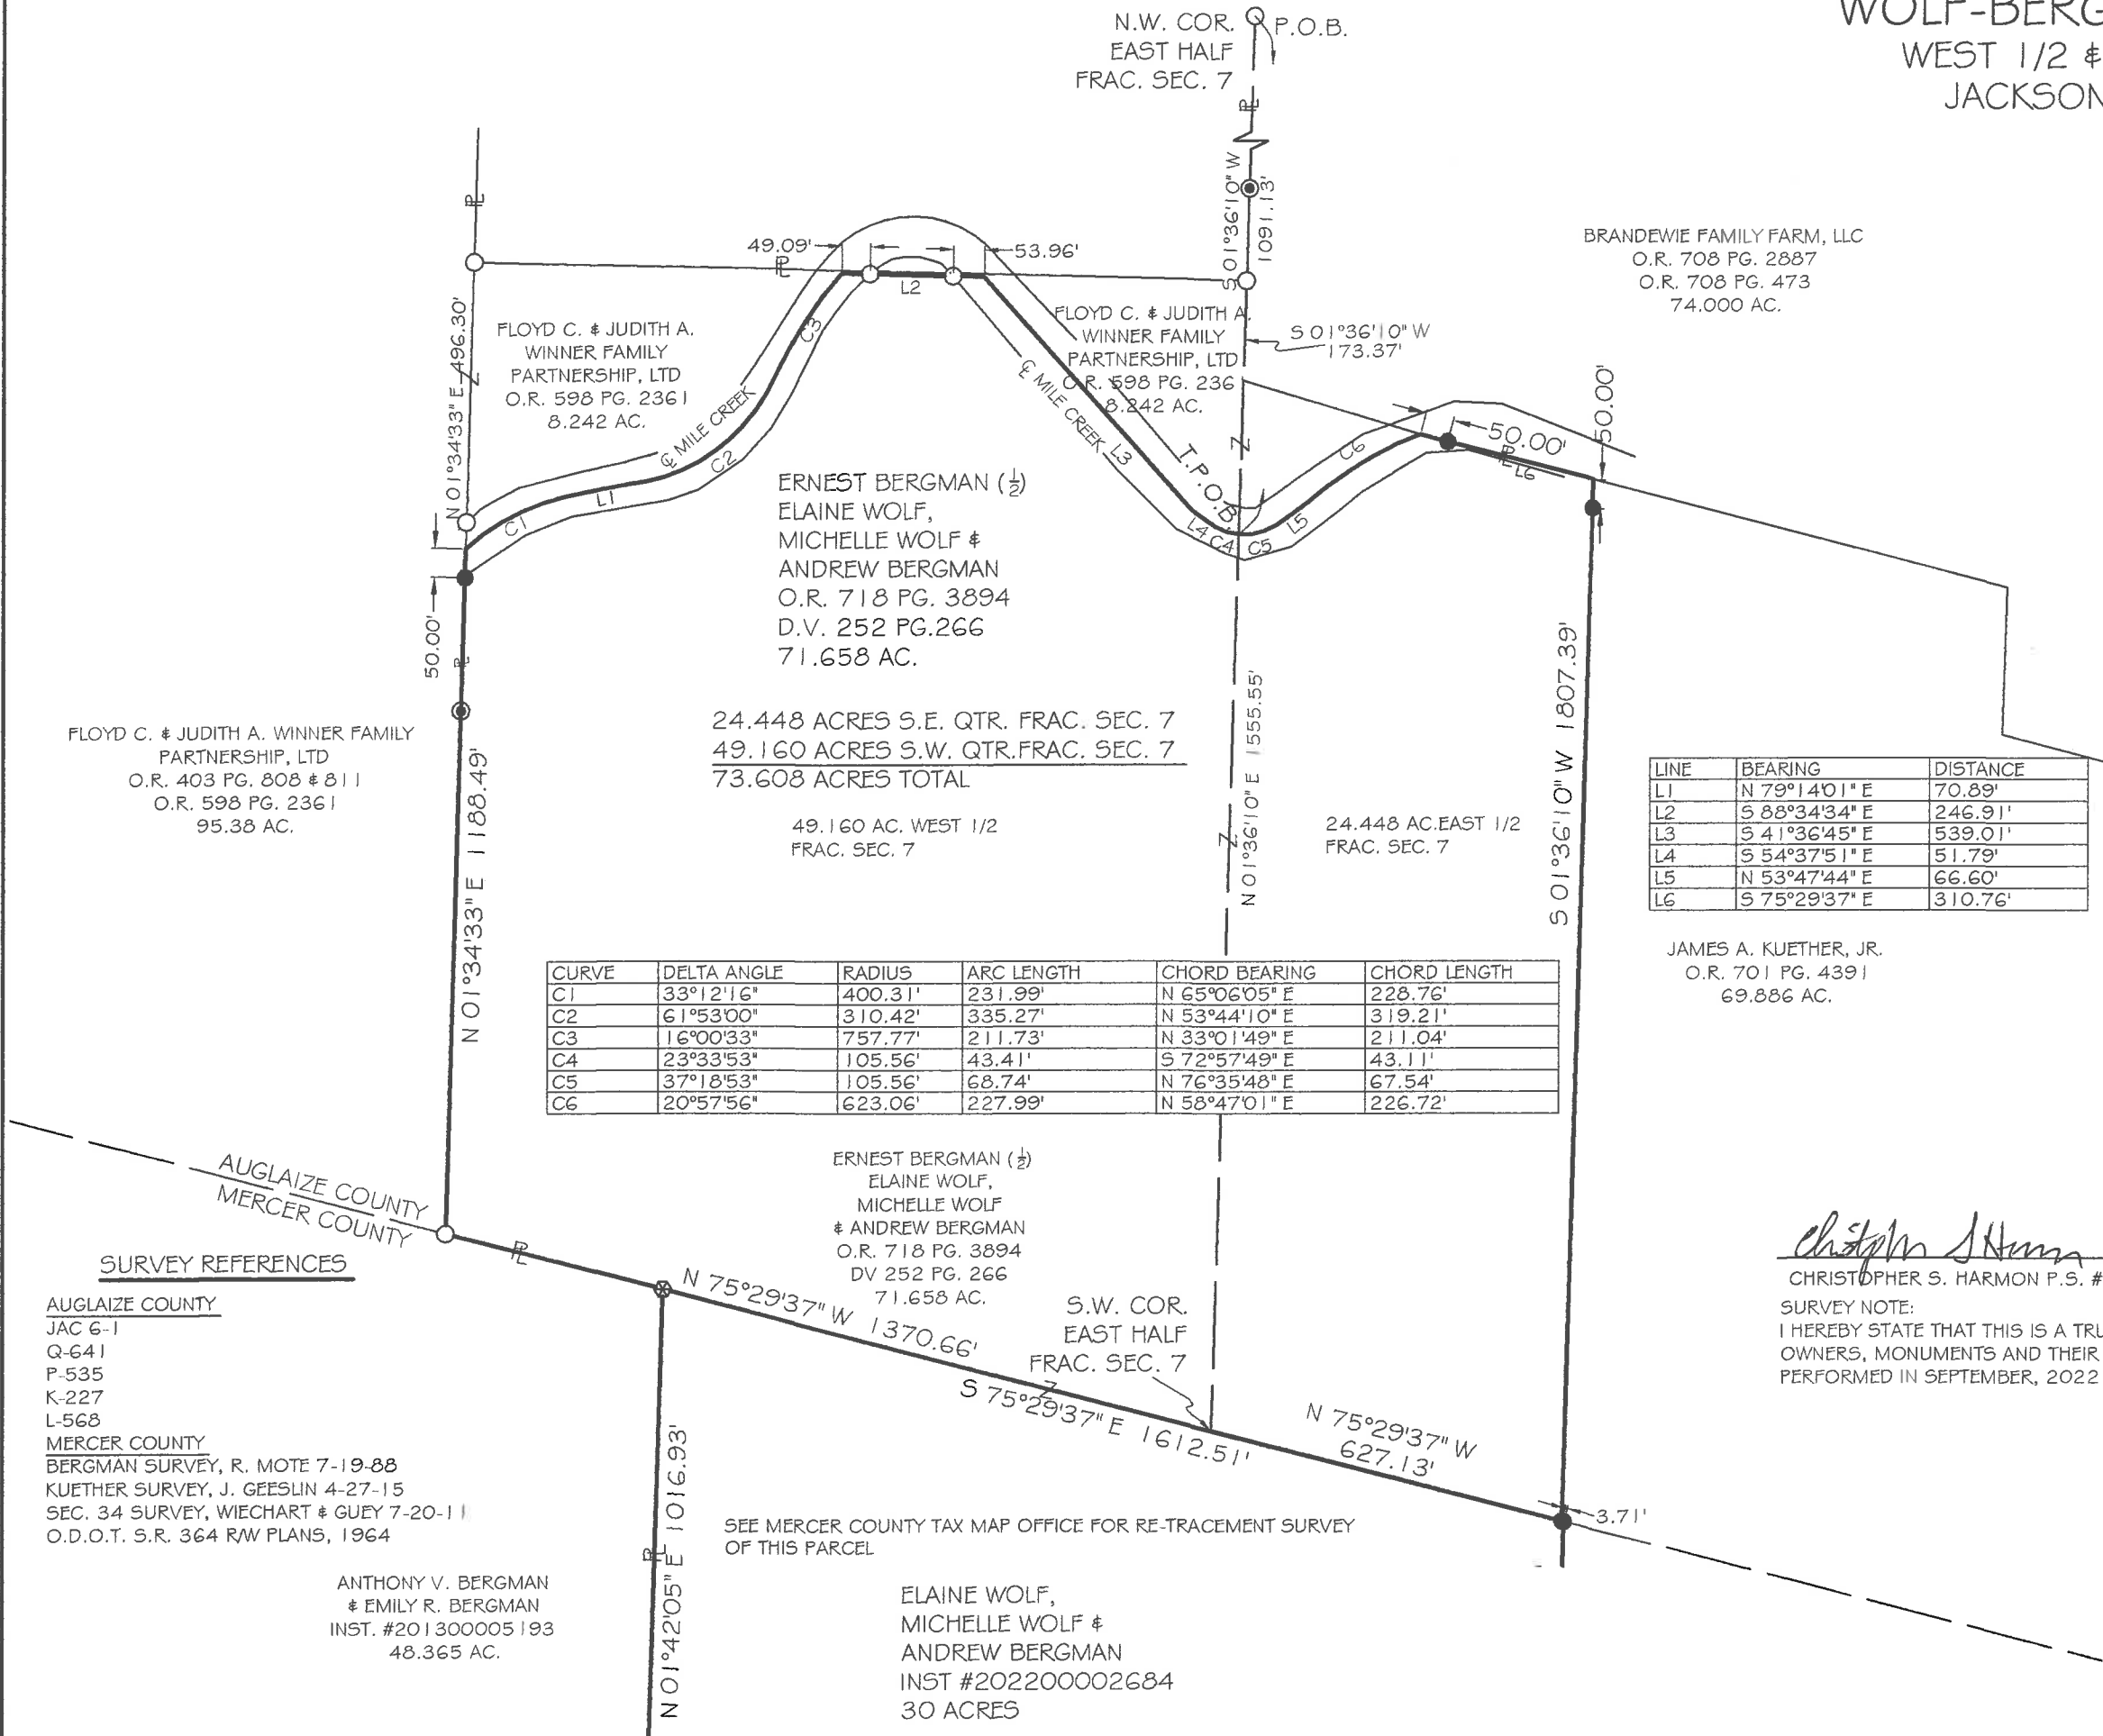 WOLF-BERG
WEST 1/2 &
JACKSON
N.W. COR.
EAST HALF
FRAC. SEC. 7
P.O.B.
S 01°36'10" W
1091.13'
49.09'
53.96'
L2
C3
BRANDEWIE FAMILY FARM, LLC
O.R. 708 PG. 2887
O.R. 708 PG. 473
74.000 AC.
N 01°34'33" E 496.30'
FLOYD C. & JUDITH A.
WINNER FAMILY
PARTNERSHIP, LTD
O.R. 598 PG. 2361
8.242 AC.
FLOYD C. & JUDITH A.
WINNER FAMILY
PARTNERSHIP, LTD
O.R. 598 PG. 236
8.242 AC.
S 01°36'10" W
173.37'
℄ MILE CREEK
℄ MILE CREEK
C1
L1
C2
L3
T.P.O.B.
L4
C4
C5
L5
C6
50.00'
L6
50.00'
50.00'
ERNEST BERGMAN (½)
ELAINE WOLF,
MICHELLE WOLF &
ANDREW BERGMAN
O.R. 718 PG. 3894
D.V. 252 PG.266
71.658 AC.
24.448 ACRES S.E. QTR. FRAC. SEC. 7
49.160 ACRES S.W. QTR.FRAC. SEC. 7
73.608 ACRES TOTAL
FLOYD C. & JUDITH A. WINNER FAMILY
PARTNERSHIP, LTD
O.R. 403 PG. 808 & 811
O.R. 598 PG. 2361
95.38 AC.
N 01°34'33" E 1188.49'
49.160 AC. WEST 1/2
FRAC. SEC. 7
N 01°36'10" E 1555.55'
24.448 AC.EAST 1/2
FRAC. SEC. 7
S 01°36'10" W 1807.39'
LINE BEARING DISTANCE
L1 N 79°14'01" E 70.89'
L2 S 88°34'34" E 246.91'
L3 S 41°36'45" E 539.01'
L4 S 54°37'51" E 51.79'
L5 N 53°47'44" E 66.60'
L6 S 75°29'37" E 310.76'
JAMES A. KUETHER, JR.
O.R. 701 PG. 4391
69.886 AC.
CURVE DELTA ANGLE RADIUS ARC LENGTH CHORD BEARING CHORD LENGTH
C1 33°12'16" 400.31' 231.99' N 65°06'05" E 228.76'
C2 61°53'00" 310.42' 335.27' N 53°44'10" E 319.21'
C3 16°00'33" 757.77' 211.73' N 33°01'49" E 211.04'
C4 23°33'53" 105.56' 43.41' S 72°57'49" E 43.11'
C5 37°18'53" 105.56' 68.74' N 76°35'48" E 67.54'
C6 20°57'56" 623.06' 227.99' N 58°47'01" E 226.72'
AUGLAIZE COUNTY
MERCER COUNTY
ERNEST BERGMAN (½)
ELAINE WOLF,
MICHELLE WOLF
& ANDREW BERGMAN
O.R. 718 PG. 3894
DV 252 PG. 266
71.658 AC.
N 75°29'37" W 1370.66'
S.W. COR.
EAST HALF
FRAC. SEC. 7
S 75°29'37" E 1612.51'
N 75°29'37" W
627.13'
3.71'
SURVEY REFERENCES
AUGLAIZE COUNTY
JAC 6-1
Q-641
P-535
K-227
L-568
MERCER COUNTY
BERGMAN SURVEY, R. MOTE 7-19-88
KUETHER SURVEY, J. GEESLIN 4-27-15
SEC. 34 SURVEY, WIECHART & GUEY 7-20-11
O.D.O.T. S.R. 364 R/W PLANS, 1964
CHRISTOPHER S. HARMON P.S. #
SURVEY NOTE:
I HEREBY STATE THAT THIS IS A TRU
OWNERS, MONUMENTS AND THEIR
PERFORMED IN SEPTEMBER, 2022
N 01°42'05" E 1016.93'
SEE MERCER COUNTY TAX MAP OFFICE FOR RE-TRACEMENT SURVEY
OF THIS PARCEL
ANTHONY V. BERGMAN
& EMILY R. BERGMAN
INST. #201300005193
48.365 AC.
ELAINE WOLF,
MICHELLE WOLF &
ANDREW BERGMAN
INST #202200002684
30 ACRES